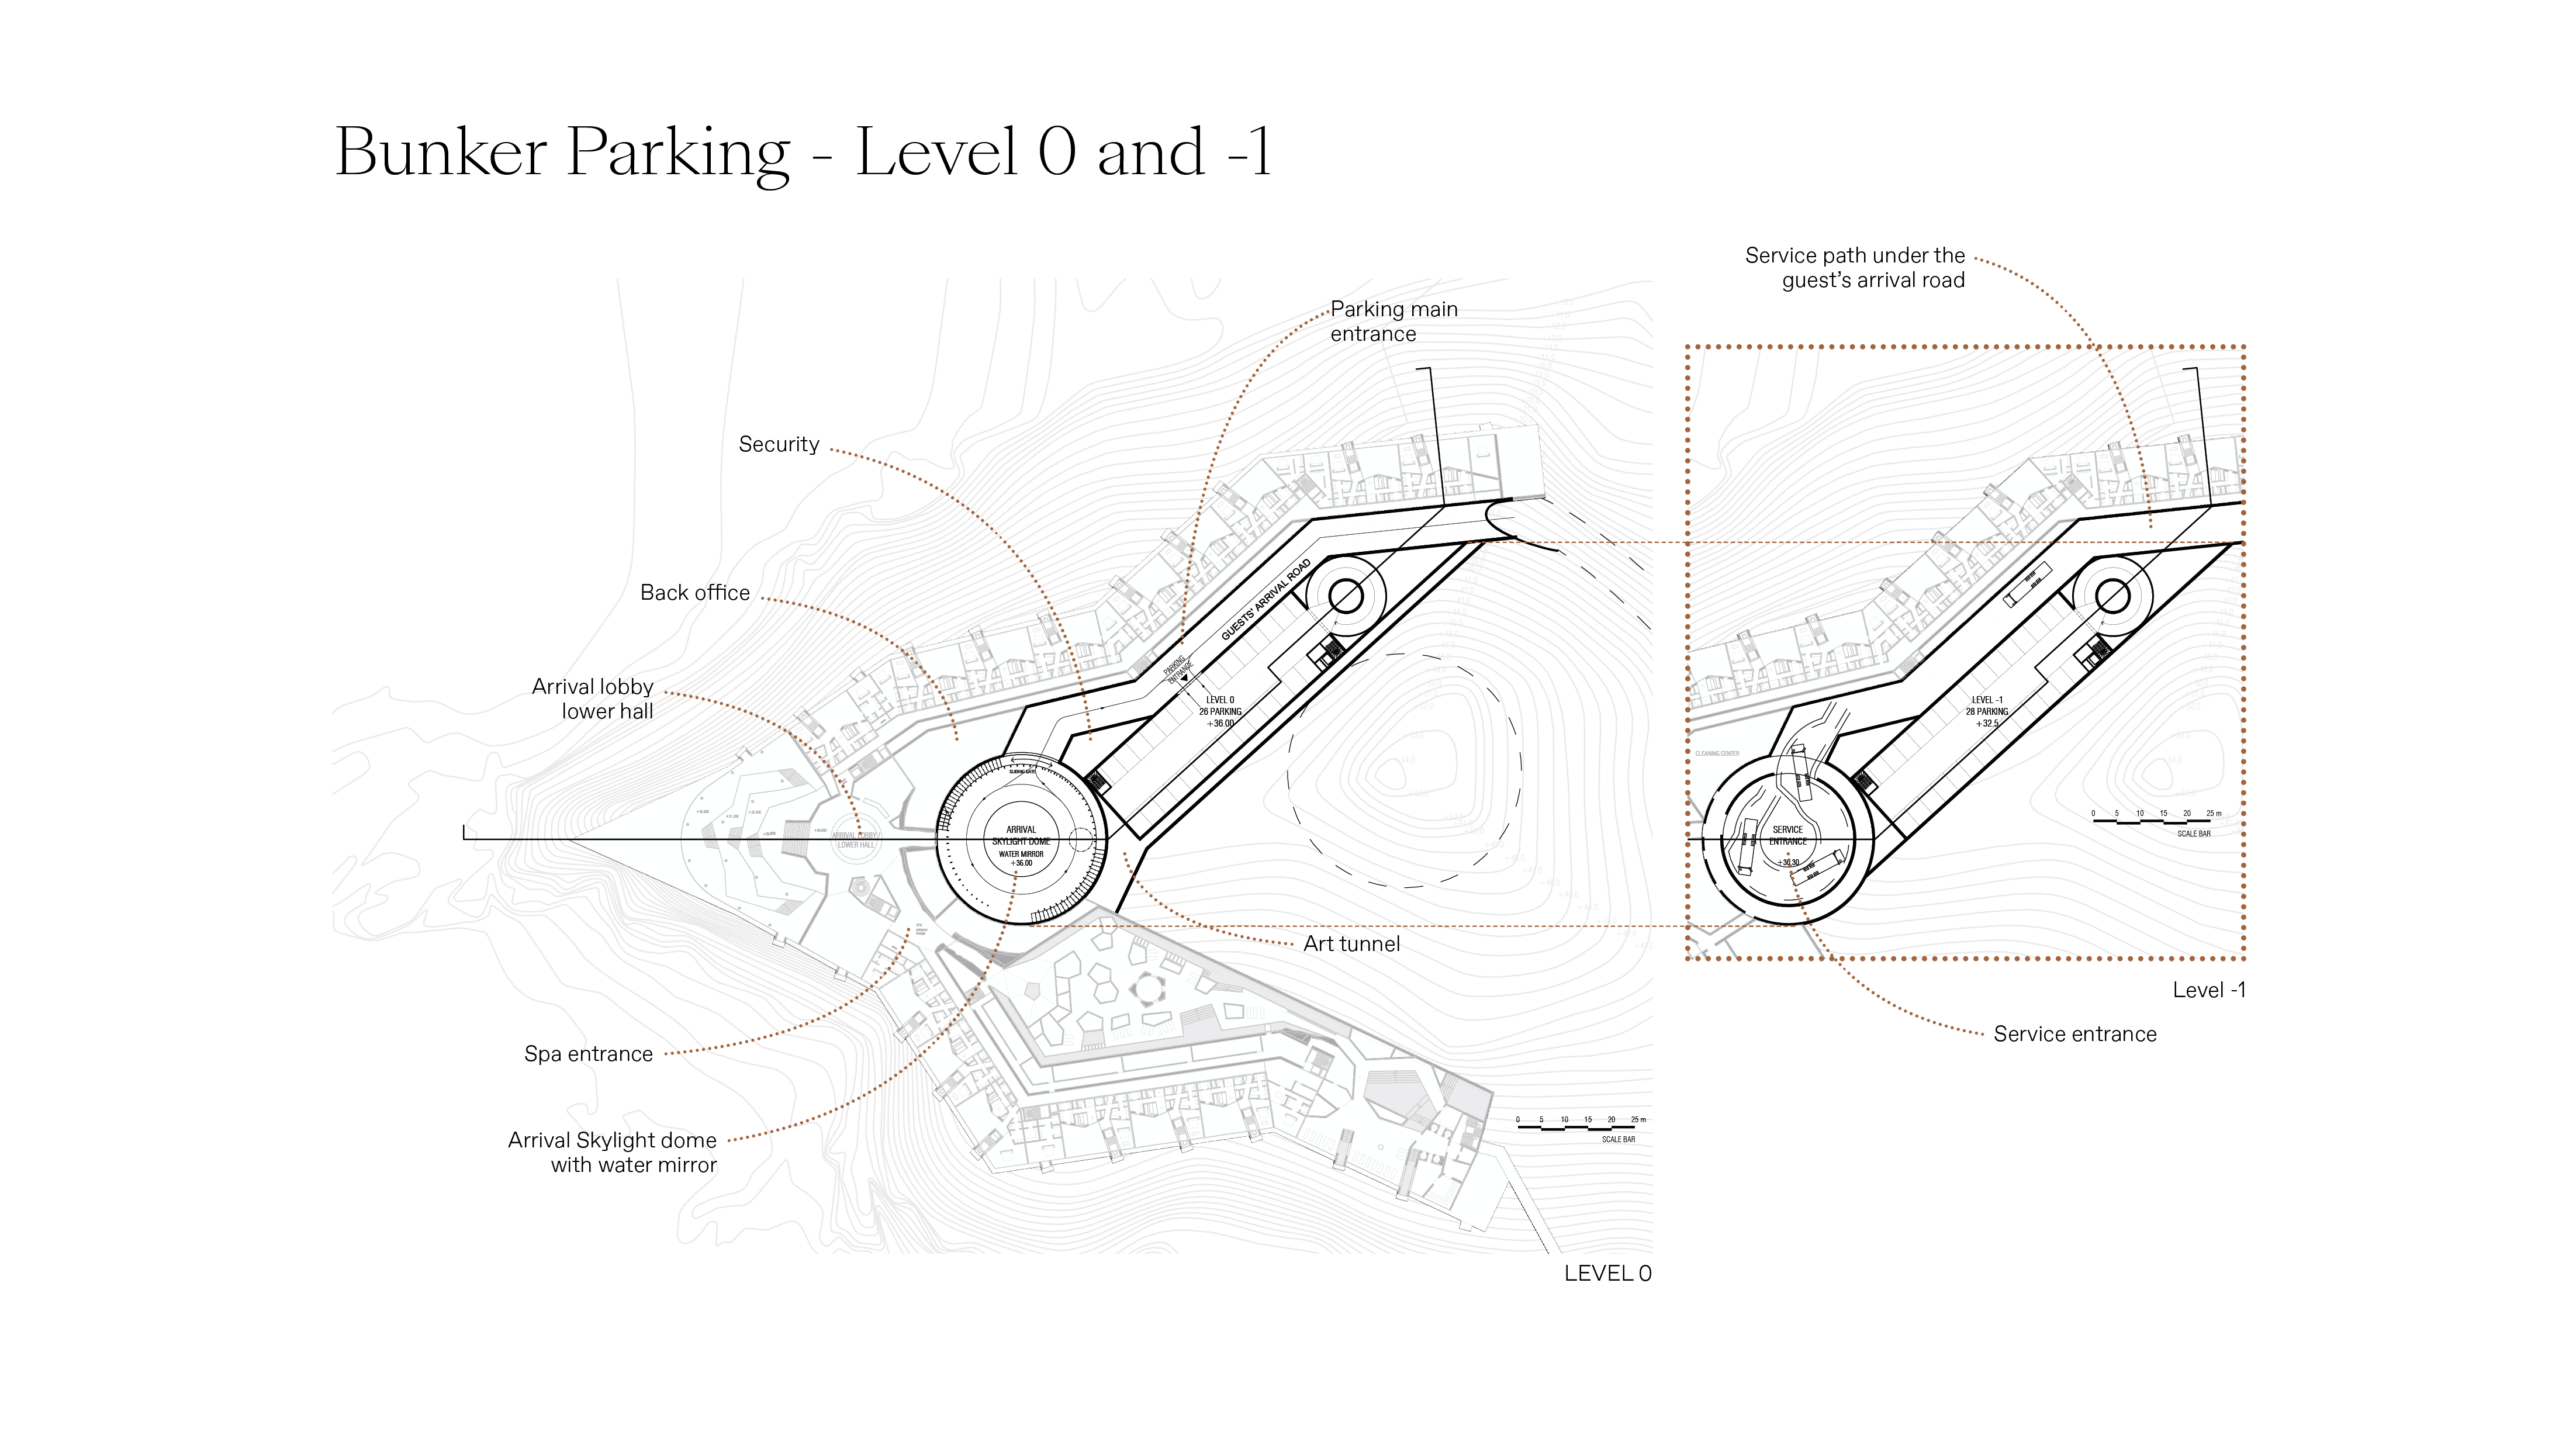 Bunker Parking - Level 0 and -1
Service path under the
guest's arrival road
Parking main
entrance
Security
Back office
Arrival lobby
lower hall
GUESTS' ARRIVAL ROAD
PARKING
ENTRANCE
LEVEL 0
26 PARKING
+36.00
SLIDING GATE
ARRIVAL LOBBY/
LOWER HALL
ARRIVAL
SKYLIGHT DOME
WATER MIRROR
+36.00
Art tunnel
Spa entrance
Arrival Skylight dome
with water mirror
0 5 10 15 20 25 m
SCALE BAR
LEVEL 0
LEVEL -1
28 PARKING
+32.5
CLEANING CENTER
SERVICE
ENTRANCE
0 5 10 15 20 25 m
SCALE BAR
Level -1
Service entrance